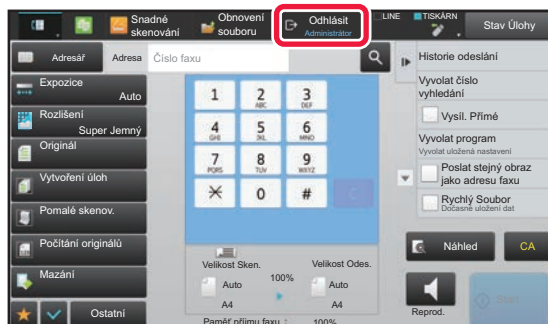 Snadné
skenování
Obnovení
souboru
Odhlásit
Administrátor
LINE
TISKÁRN
Stav Úlohy
Adresář
Adresa
Číslo faxu
Historie odeslání
Expozice
Auto
Rozlišení
Super Jemný
Originál
Vytvoření úloh
Pomalé skenov.
Počítání originálů
Mazání
Ostatní
1
2
ABC
3
DEF
4
GHI
5
JKL
6
MNO
7
PQRS
8
TUV
9
WXYZ
0
#
C
Velikost Sken.
Velikost Odes.
100%
Auto
Auto
A4
A4
Paměť příjmu faxu :
100%
Vyvolat číslo
vyhledání
Vysíl. Přímé
Vyvolat program
Vyvolat uložená nastavení
Poslat stejný obraz
jako adresu faxu
Rychlý Soubor
Dočasné uložení dat
Náhled
CA
Reprod.
Start